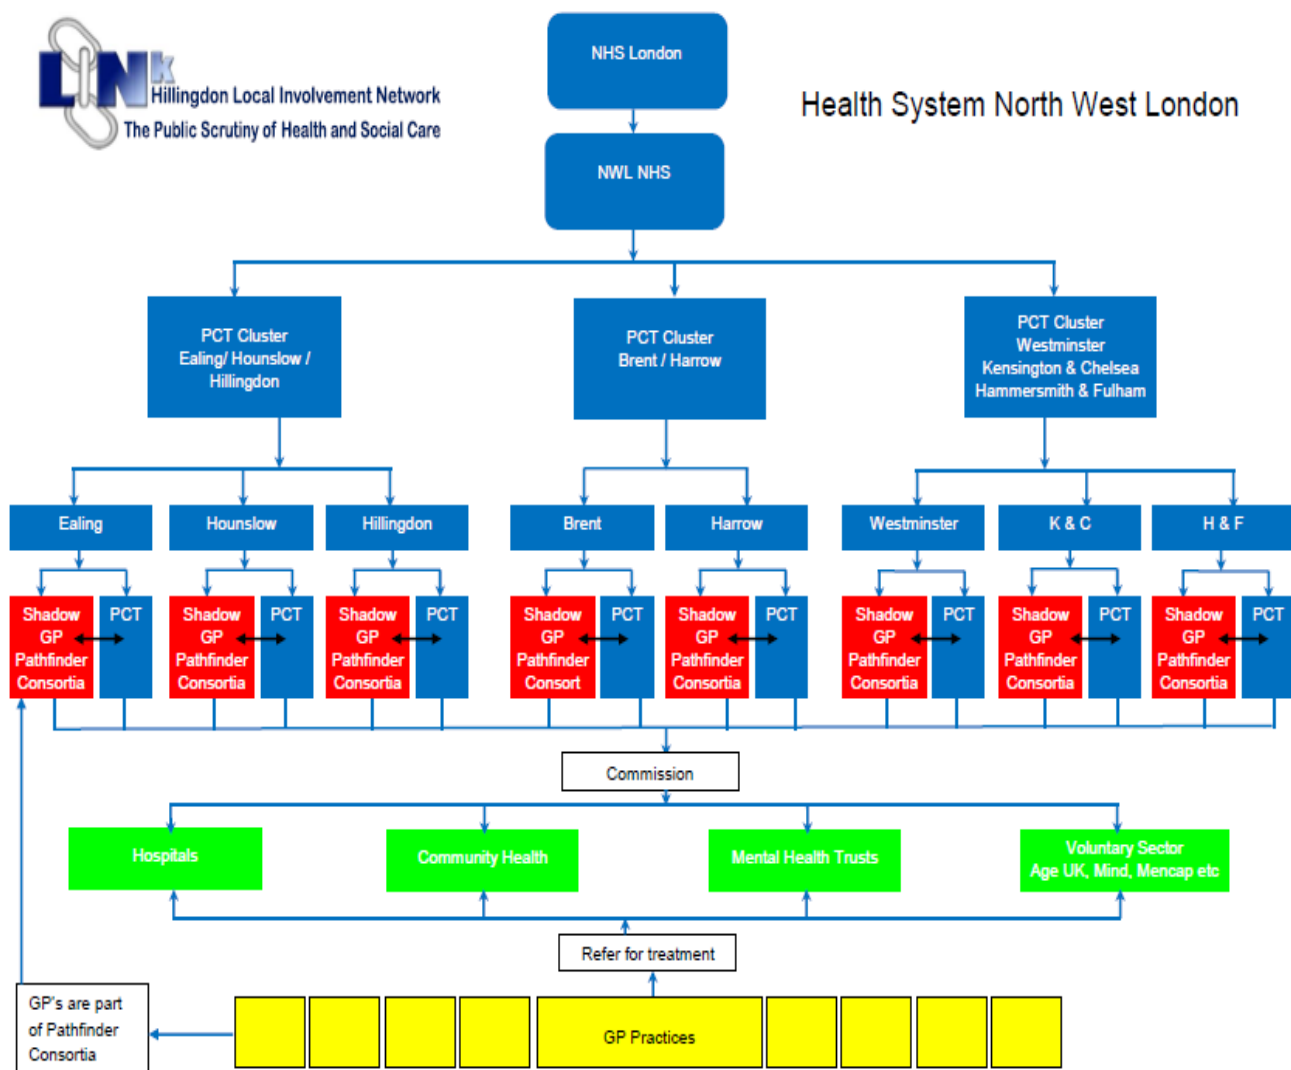 LINk
Hillingdon Local Involvement Network
The Public Scrutiny of Health and Social Care
Health System North West London
NHS London
NWL NHS
PCT Cluster
Ealing/ Hounslow /
Hillingdon
PCT Cluster
Brent / Harrow
PCT Cluster
Westminster
Kensington & Chelsea
Hammersmith & Fulham
Ealing
Hounslow
Hillingdon
Brent
Harrow
Westminster
K & C
H & F
Shadow
GP
Pathfinder
Consortia
PCT
Shadow
GP
Pathfinder
Consortia
PCT
Shadow
GP
Pathfinder
Consortia
PCT
Shadow
GP
Pathfinder
Consort
PCT
Shadow
GP
Pathfinder
Consortia
PCT
Shadow
GP
Pathfinder
Consortia
PCT
Shadow
GP
Pathfinder
Consortia
PCT
Shadow
GP
Pathfinder
Consortia
PCT
Commission
Hospitals
Community Health
Mental Health Trusts
Voluntary Sector
Age UK, Mind, Mencap etc
Refer for treatment
GP's are part
of Pathfinder
Consortia
GP Practices